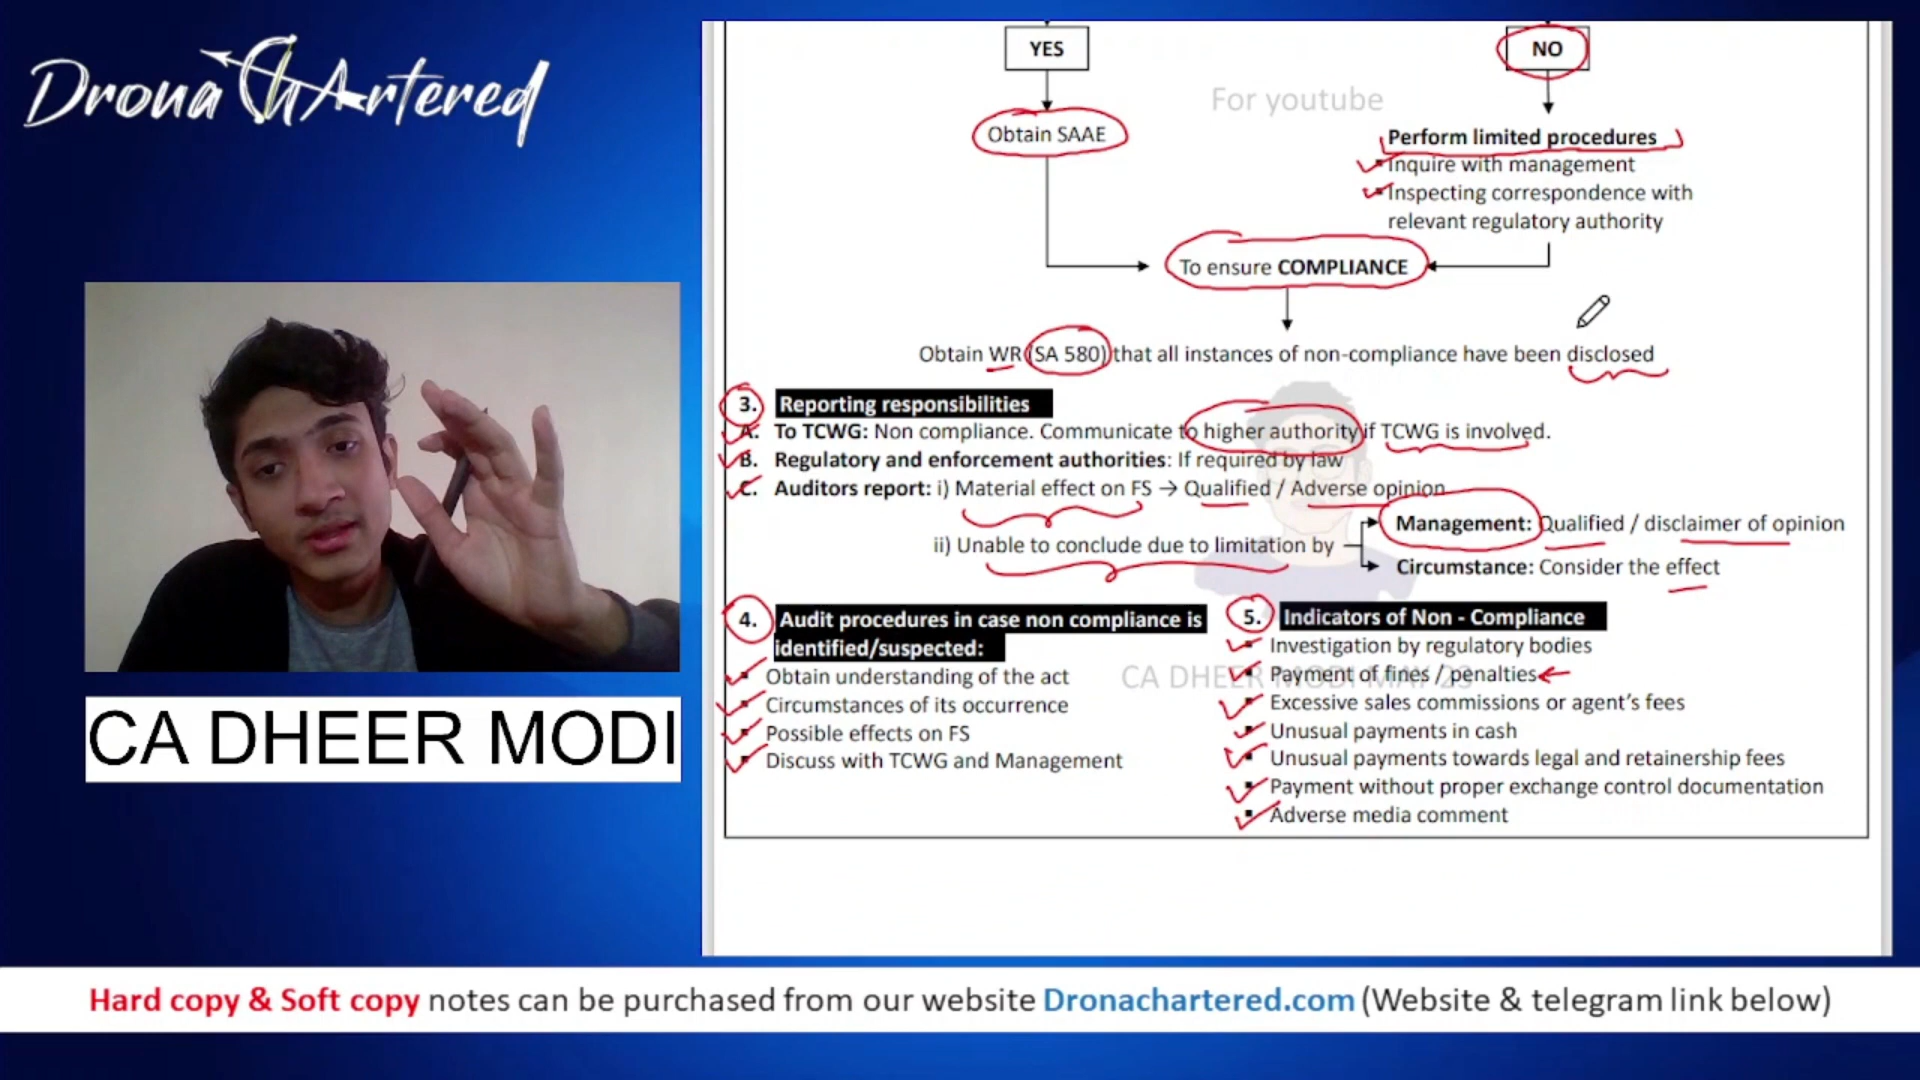 Drona Chartered
YES
NO
For youtube
Obtain SAAE
Perform limited procedures
Inquire with management
Inspecting correspondence with
relevant regulatory authority
To ensure COMPLIANCE
Obtain WR (SA 580) that all instances of non-compliance have been disclosed
3. Reporting responsibilities
A. To TCWG: Non compliance. Communicate to higher authority if TCWG is involved.
B. Regulatory and enforcement authorities: If required by law
C. Auditors report: i) Material effect on FS → Qualified / Adverse opinion
Management: Qualified / disclaimer of opinion
ii) Unable to conclude due to limitation by
Circumstance: Consider the effect
4. Audit procedures in case non compliance is
identified/suspected:
Obtain understanding of the act
Circumstances of its occurrence
Possible effects on FS
Discuss with TCWG and Management
5. Indicators of Non - Compliance
Investigation by regulatory bodies
CA DHEER MODI MAY 23
Payment of fines / penalties
Excessive sales commissions or agent's fees
Unusual payments in cash
Unusual payments towards legal and retainership fees
Payment without proper exchange control documentation
Adverse media comment
CA DHEER MODI
Hard copy & Soft copy notes can be purchased from our website Dronachartered.com (Website & telegram link below)